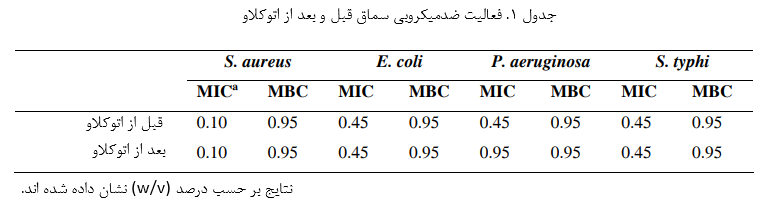 جدول ۱. فعالیت ضدمیکروبی سماق قبل و بعد از اتوکلاو
S. aureus E. coli P. aeruginosa S. typhi
MICᵃ MBC MIC MBC MIC MBC MIC MBC
قبل از اتوکلاو 0.10 0.95 0.45 0.95 0.45 0.95 0.45 0.95
بعد از اتوکلاو 0.10 0.95 0.45 0.95 0.95 0.95 0.45 0.95
نتایج بر حسب درصد (w/v) نشان داده شده اند.